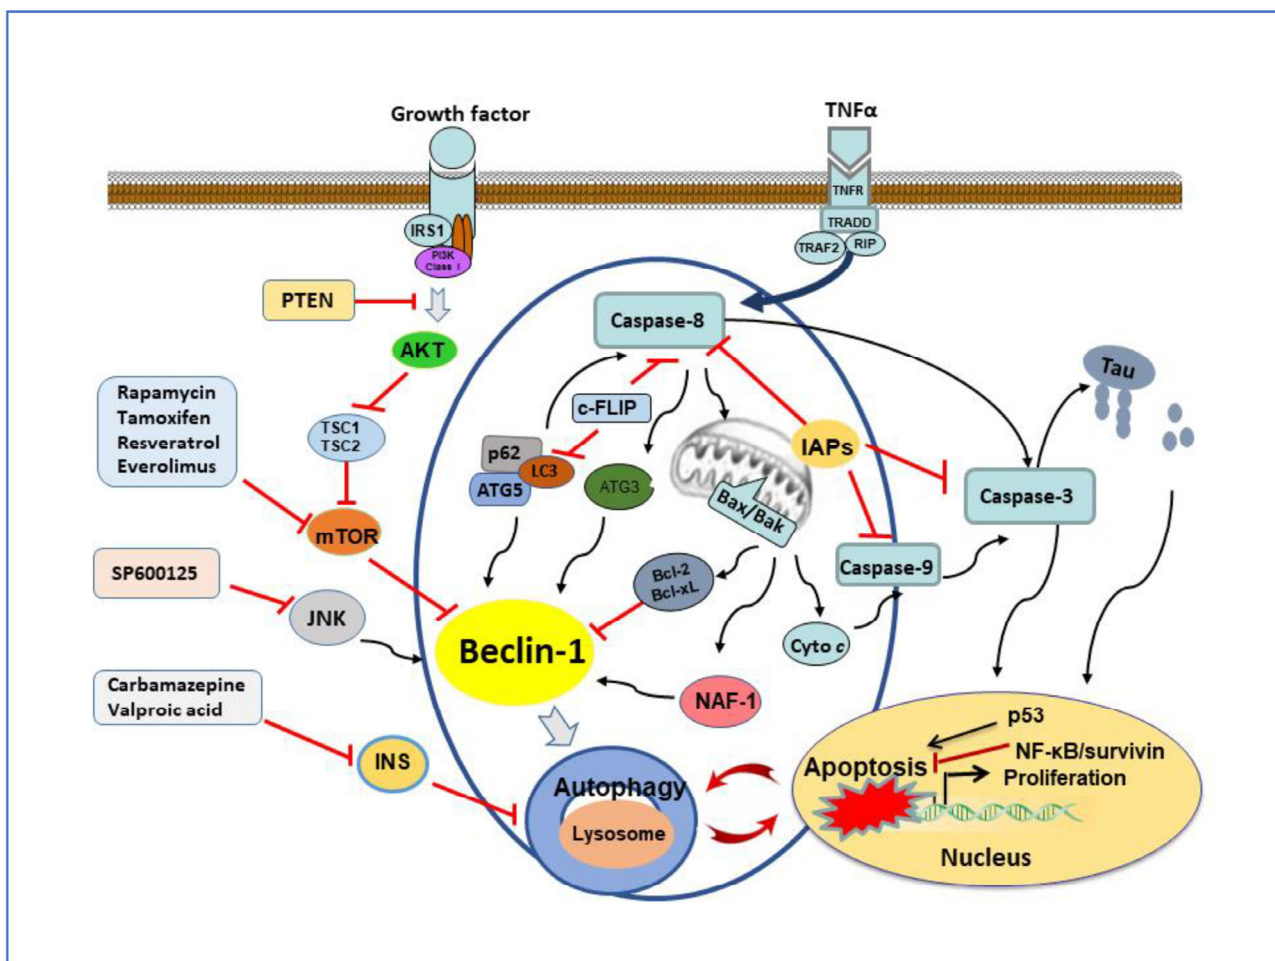 Growth factor
TNFα
TNFR
TRADD
TRAF2
RIP
IRS1
PI3K
Class I
PTEN
AKT
Caspase-8
Rapamycin
Tamoxifen
Resveratrol
Everolimus
TSC1
TSC2
c-FLIP
p62
LC3
ATG5
ATG3
IAPs
Tau
Caspase-3
Bax/Bak
mTOR
SP600125
JNK
Bcl-2
Bcl-xL
Caspase-9
Cyto c
Beclin-1
NAF-1
Carbamazepine
Valproic acid
INS
Autophagy
Lysosome
p53
NF-κB/survivin
Apoptosis
Proliferation
Nucleus